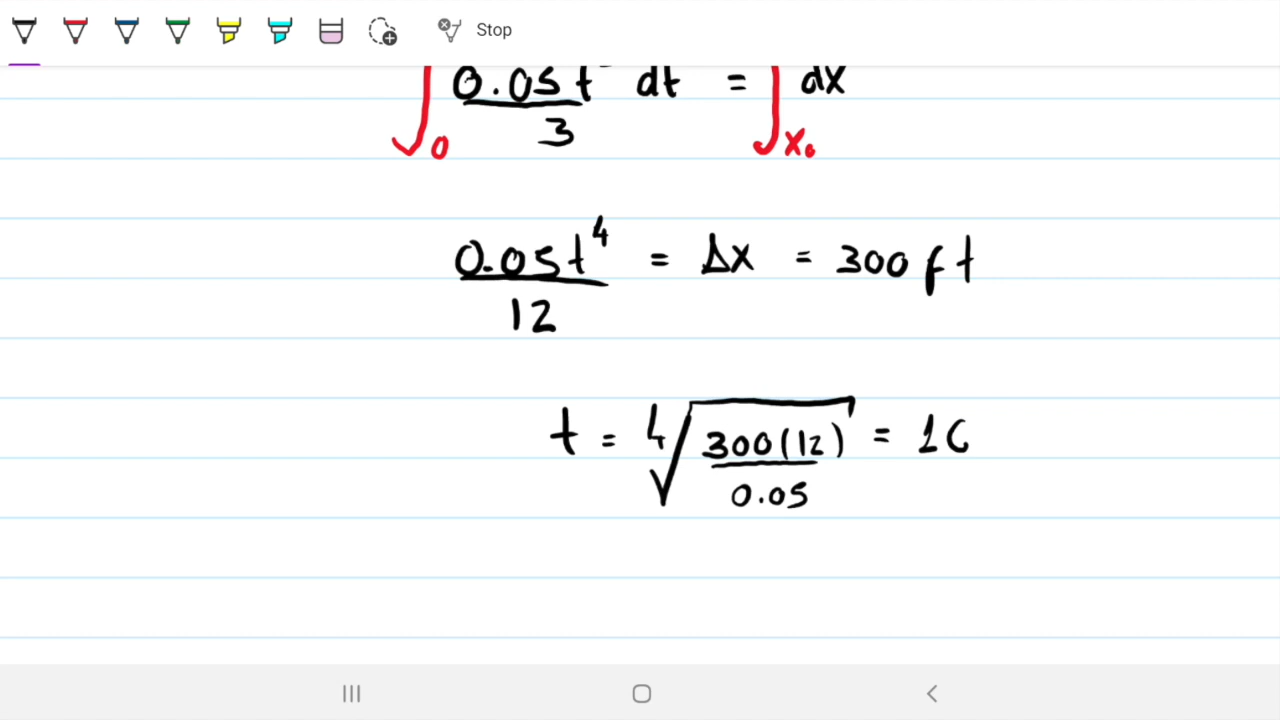 Stop
∫₀ 0.05t / 3 dt = ∫ₓ₀ dx
0.05t⁴ / 12 = Δx = 300 ft
t = ⁴√(300(12) / 0.05) = 1